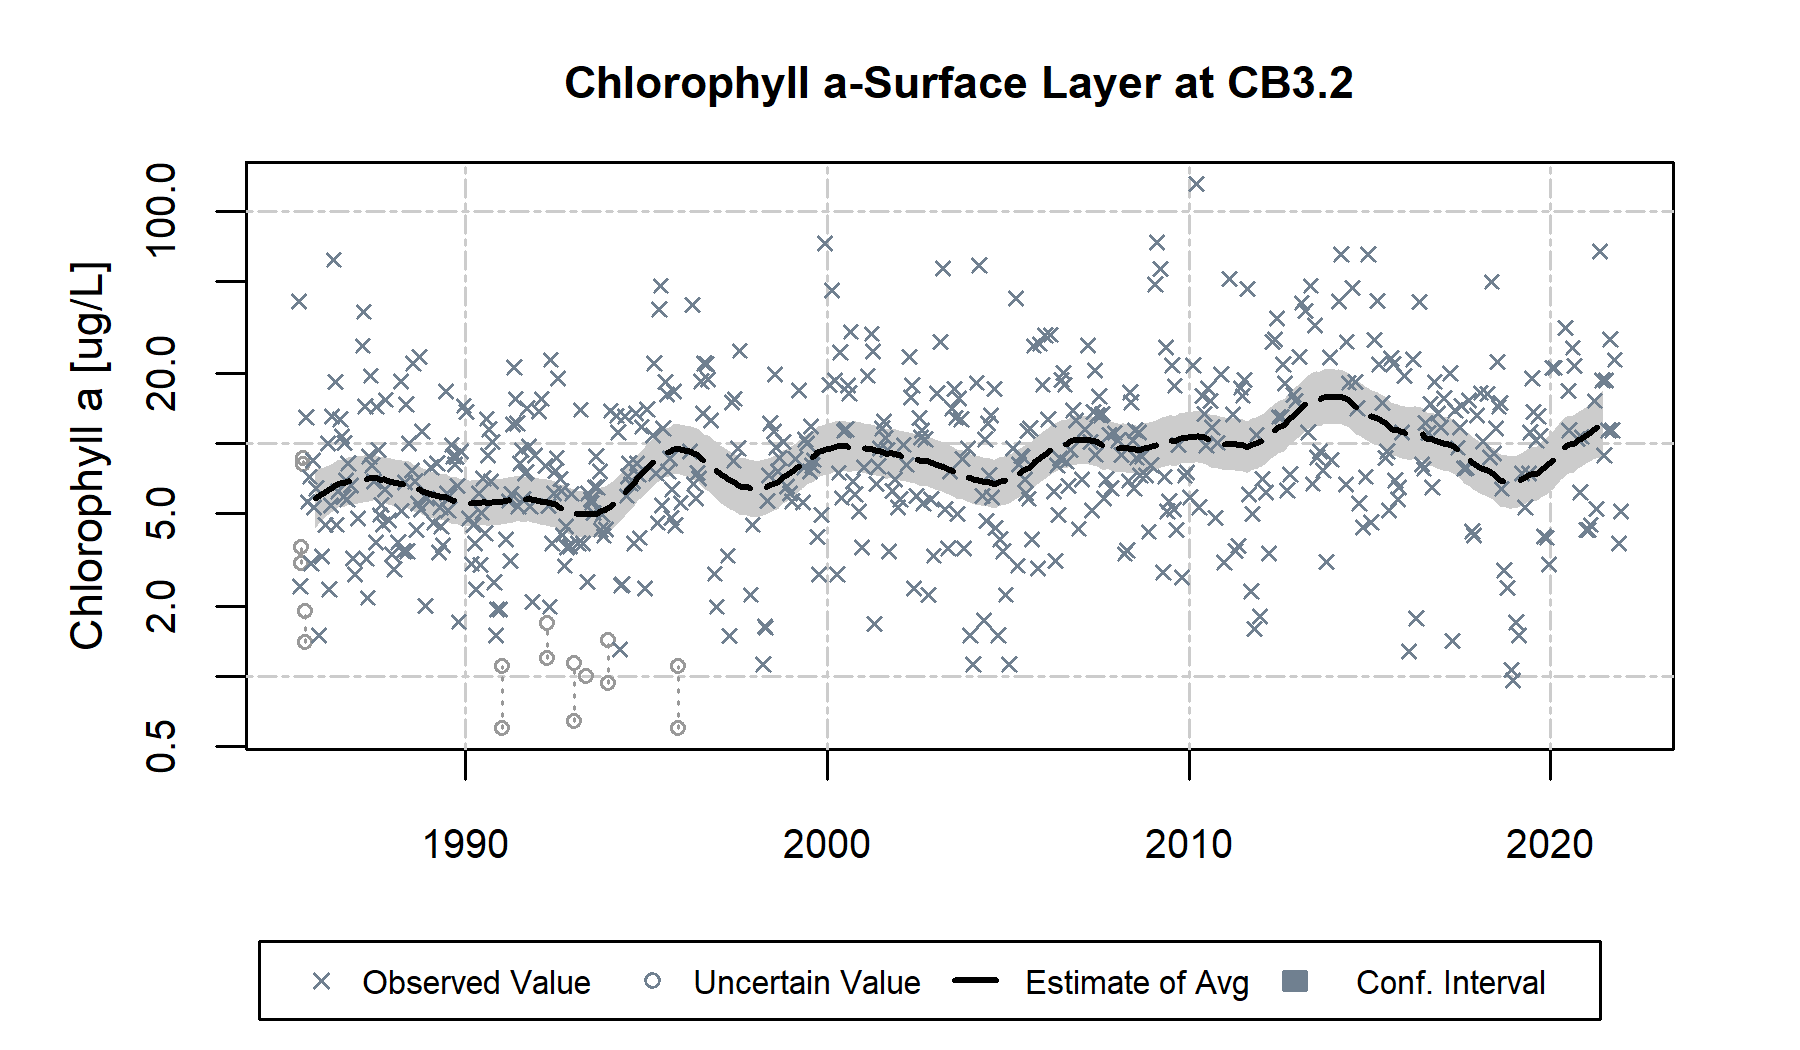 Chlorophyll a-Surface Layer at CB3.2
Chlorophyll a [ug/L]
100.0
20.0
5.0
2.0
0.5
1990 2000 2010 2020
Observed Value Uncertain Value Estimate of Avg Conf. Interval